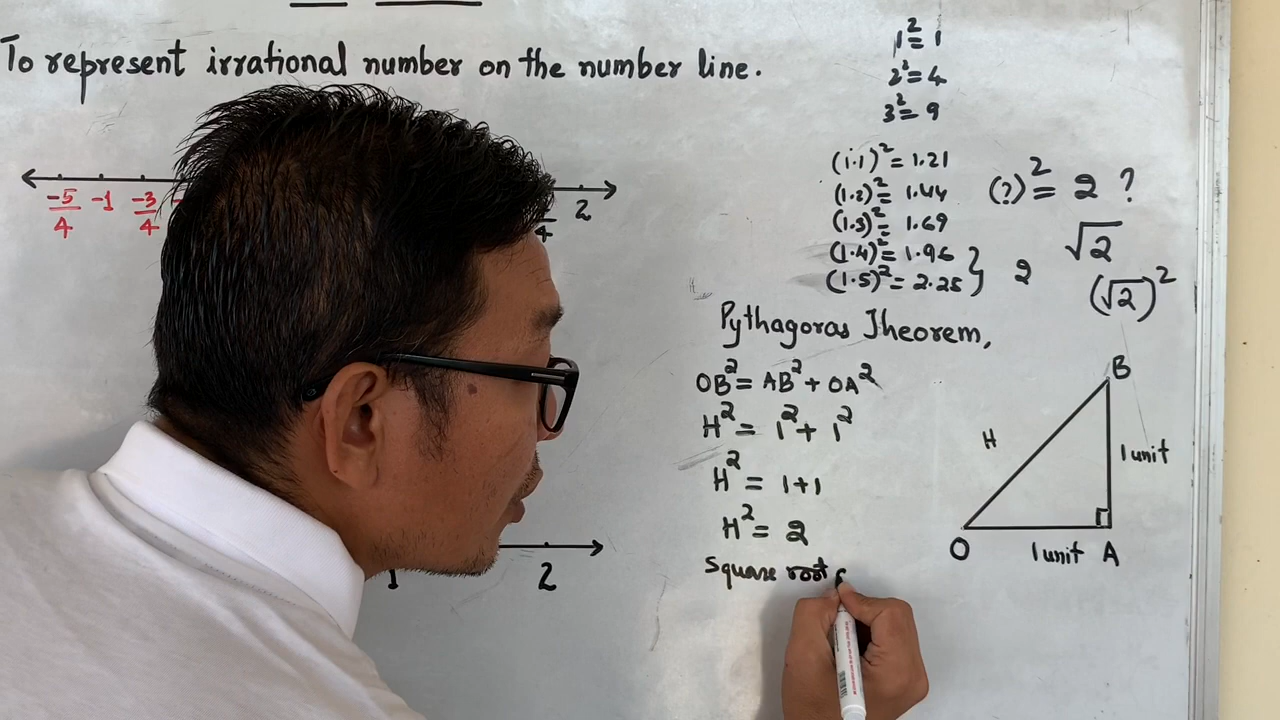 To represent irrational number on the number line.
-5/4 -1 -3/4
2
1 2
1² = 1
2² = 4
3² = 9
(1.1)² = 1.21
(1.2)² = 1.44
(1.3)² = 1.69
(1.4)² = 1.96
(1.5)² = 2.25 } 2
(?)² = 2 ?
√2
(√2)²
Pythagoras Theorem,
OB² = AB² + OA²
H² = 1² + 1²
H² = 1+1
H² = 2
Square root
B
H
1 unit
O 1 unit A